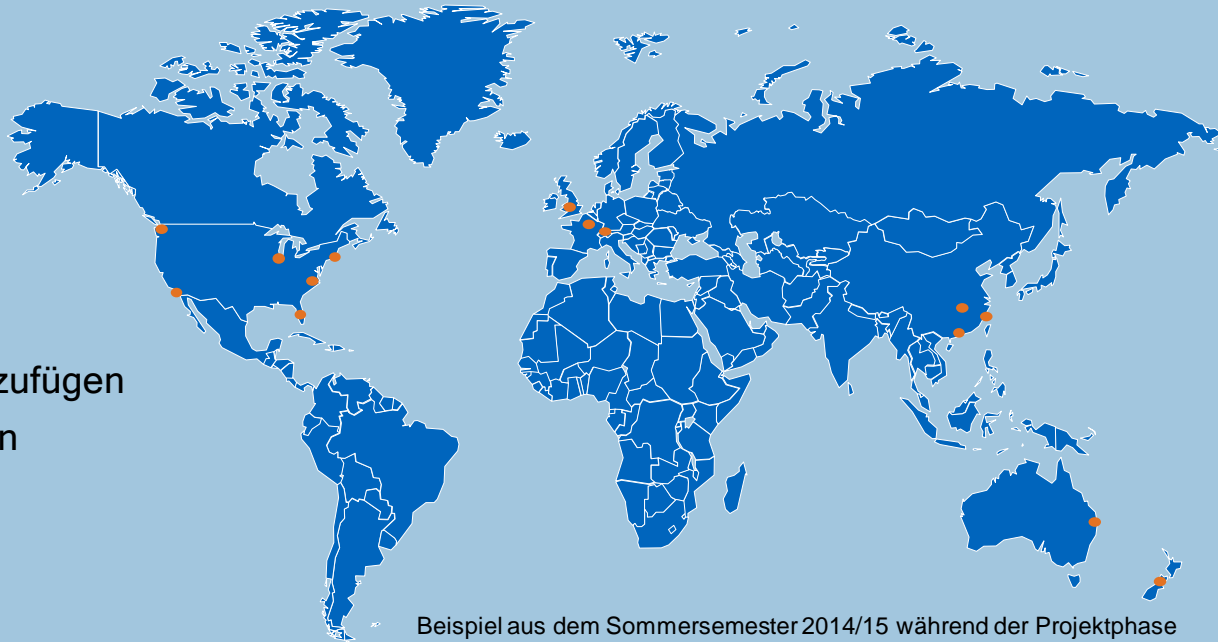 zufügen
n
Beispiel aus dem Sommersemester 2014/15 während der Projektphase